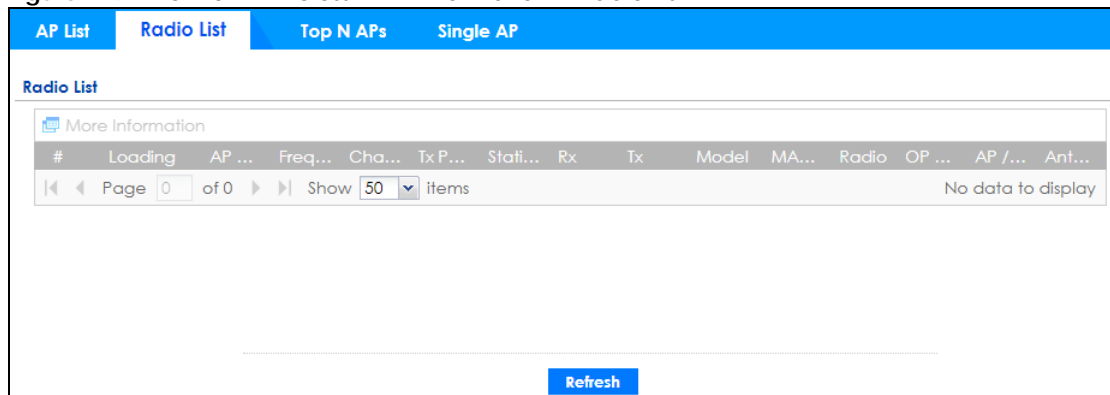 AP List Radio List Top N APs Single AP
Radio List
More Information
# Loading AP ... Freq... Cha... Tx P... Stati... Rx Tx Model MA... Radio OP ... AP /... Ant...
Page 0 of 0 Show 50 items No data to display
Refresh